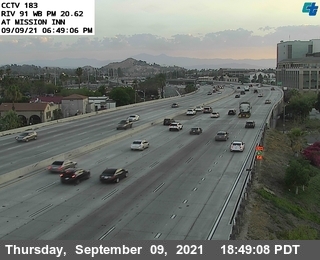 CCTV 183
RIV 91 WB PM 20.62
AT MISSION INN
09/09/21 06:49:06 PM
Thursday, September 09, 2021 18:49:08 PDT